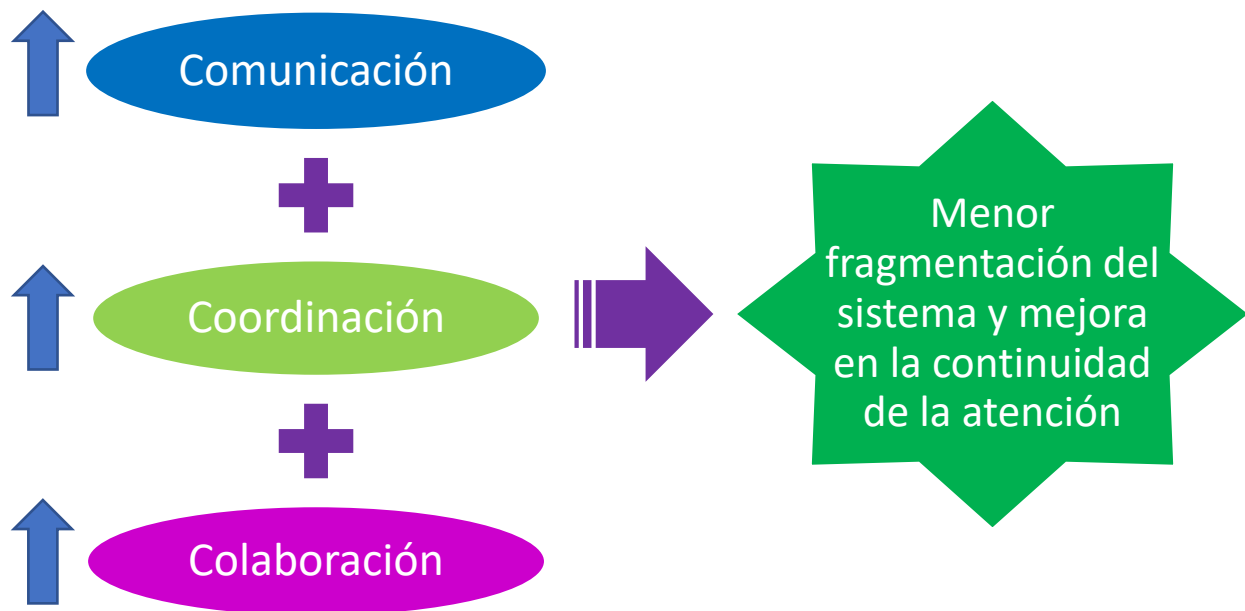 Comunicación
Coordinación
Colaboración
Menor
fragmentación del
sistema y mejora
en la continuidad
de la atención